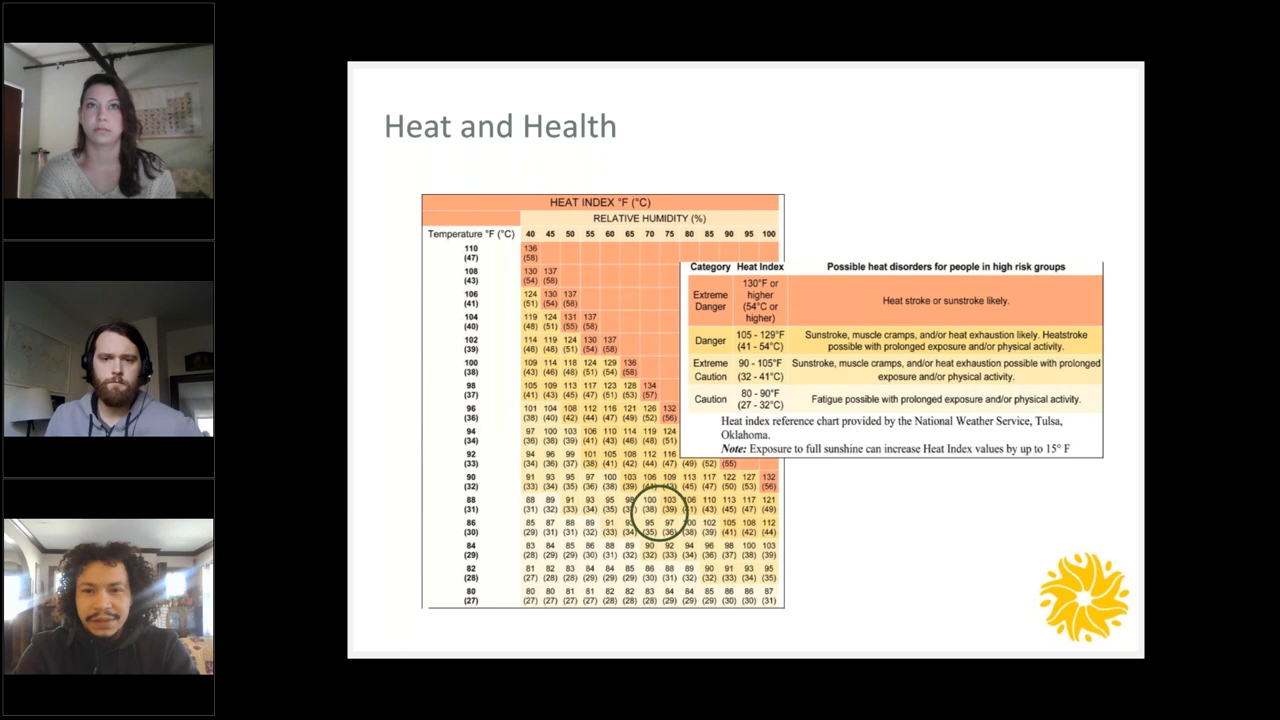 Heat and Health
HEAT INDEX °F (°C)
RELATIVE HUMIDITY (%)
Temperature °F (°C) 40 45 50 55 60 65 70 75 80 85 90 95 100
110 136
(47) (58)
108 130 137
(43) (54) (58)
106 124 130 137
(41) (51) (54) (58)
104 119 124 131 137
(40) (48) (51) (55) (58)
102 114 119 124 130 137
(39) (46) (48) (51) (54) (58)
100 109 114 118 124 129 136
(38) (43) (46) (48) (51) (54) (58)
98 105 109 113 117 123 128 134
(37) (41) (43) (45) (47) (51) (53) (57)
96 101 104 108 112 116 121 126 132
(36) (38) (40) (42) (44) (47) (49) (52) (56)
94 97 100 103 106 110 114 119 124
(34) (36) (38) (39) (41) (43) (46) (48) (51)
92 94 96 99 101 105 108 112 116
(33) (34) (36) (37) (38) (41) (42) (44) (47) (49) (52) (55)
90 91 93 95 97 100 103 106 109 113 117 122 127 132
(32) (33) (34) (35) (36) (38) (39) (41) (43) (45) (47) (50) (53) (56)
88 88 89 91 93 95 98 100 103 106 110 113 117 121
(31) (31) (32) (33) (34) (35) (38) (39) (43) (45) (47) (49)
86 85 87 88 89 91 95 97 102 105 108 112
(30) (29) (31) (31) (32) (33) (34) (35) (36) (38) (39) (41) (42) (44)
84 83 84 85 86 88 89 90 92 94 96 98 100 103
(29) (28) (29) (29) (30) (31) (32) (32) (33) (34) (36) (37) (38) (39)
82 81 82 83 84 84 85 86 88 89 90 91 93 95
(28) (27) (28) (28) (29) (29) (29) (30) (31) (32) (32) (33) (34) (35)
80 80 80 81 81 82 82 83 84 84 85 86 86 87
(27) (27) (27) (27) (27) (28) (28) (28) (29) (29) (29) (30) (30) (31)
Category Heat Index Possible heat disorders for people in high risk groups
Extreme Danger 130°F or higher (54°C or higher) Heat stroke or sunstroke likely.
Danger 105 - 129°F (41 - 54°C) Sunstroke, muscle cramps, and/or heat exhaustion likely. Heatstroke possible with prolonged exposure and/or physical activity.
Extreme Caution 90 - 105°F (32 - 41°C) Sunstroke, muscle cramps, and/or heat exhaustion possible with prolonged exposure and/or physical activity.
Caution 80 - 90°F (27 - 32°C) Fatigue possible with prolonged exposure and/or physical activity.
Heat index reference chart provided by the National Weather Service, Tulsa,
Oklahoma.
Note: Exposure to full sunshine can increase Heat Index values by up to 15° F